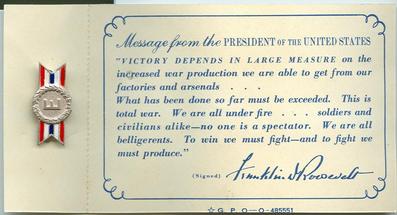 Message from the PRESIDENT OF THE UNITED STATES
"VICTORY DEPENDS IN LARGE MEASURE on the
increased war production we are able to get from our
factories and arsenals . . .
What has been done so far must be exceeded. This is
total war. We are all under fire . . . soldiers and
civilians alike—no one is a spectator. We are all
belligerents. To win we must fight—and to fight we
must produce."
(Signed) Franklin D Roosevelt
☆ G. P. O—O-485551
E